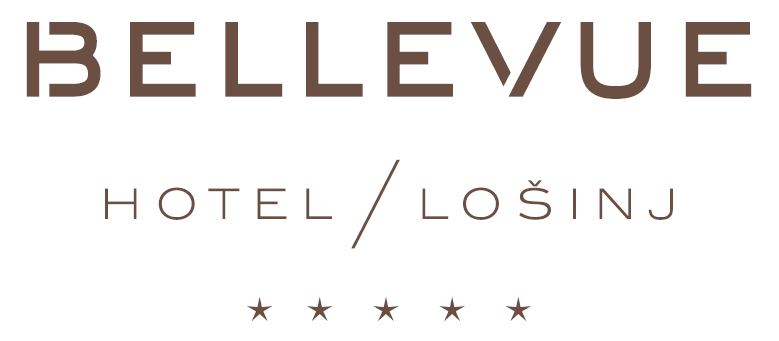 BELLEVUE
HOTEL / LOŠINJ
★ ★ ★ ★ ★